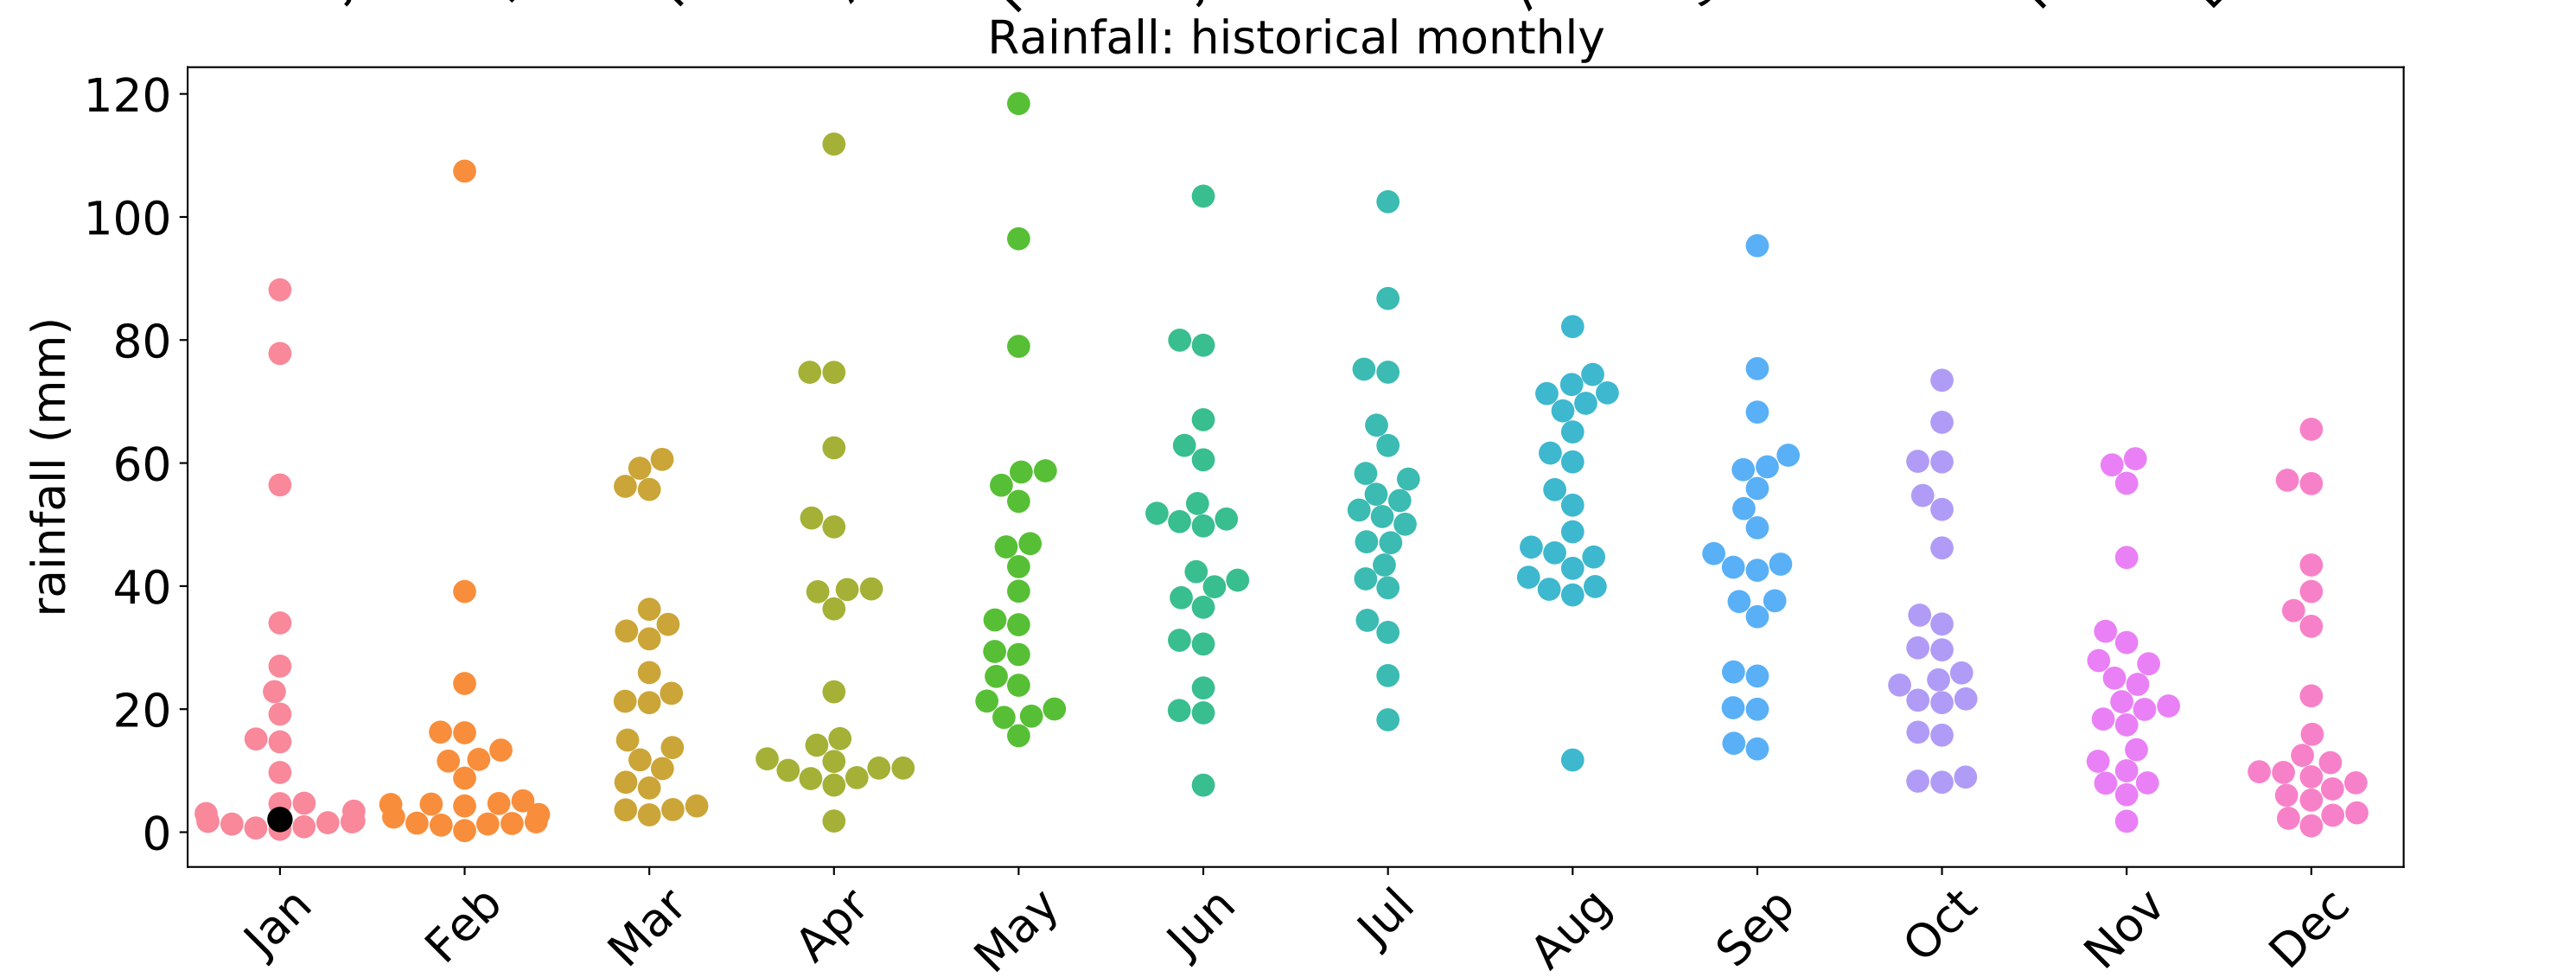 Rainfall: historical monthly
rainfall (mm)
120
100
80
60
40
20
0
Jan
Feb
Mar
Apr
May
Jun
Jul
Aug
Sep
Oct
Nov
Dec